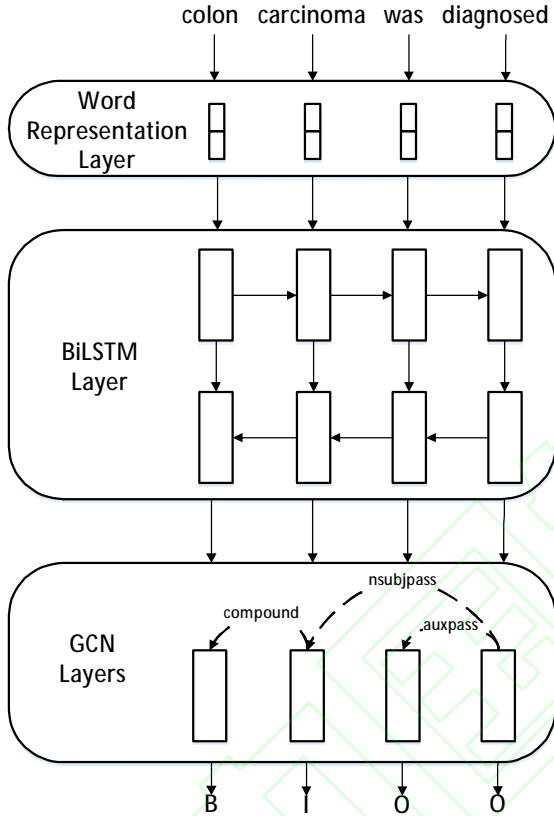 colon carcinoma was diagnosed
Word
Representation
Layer
BiLSTM
Layer
nsubjpass
compound
auxpass
GCN
Layers
B I O O